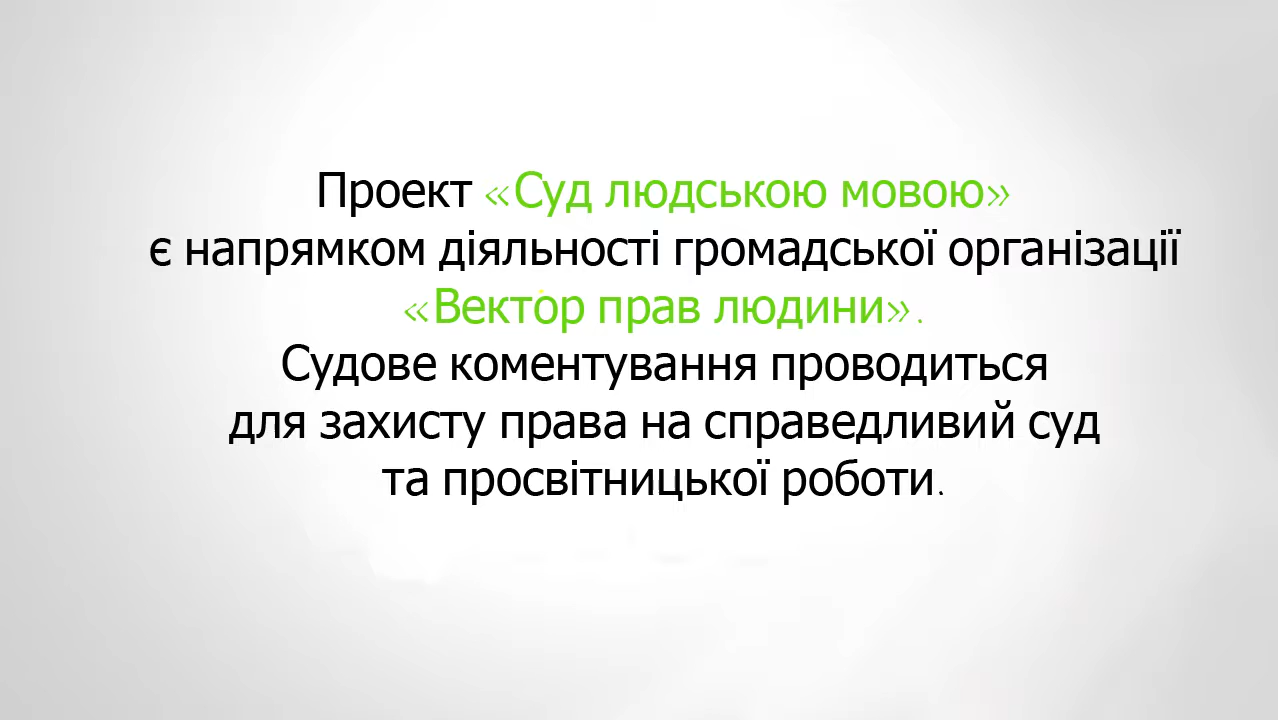 Проект «Суд людською мовою»
є напрямком діяльності громадської організації
«Вектор прав людини».
Судове коментування проводиться
для захисту права на справедливий суд
та просвітницької роботи.